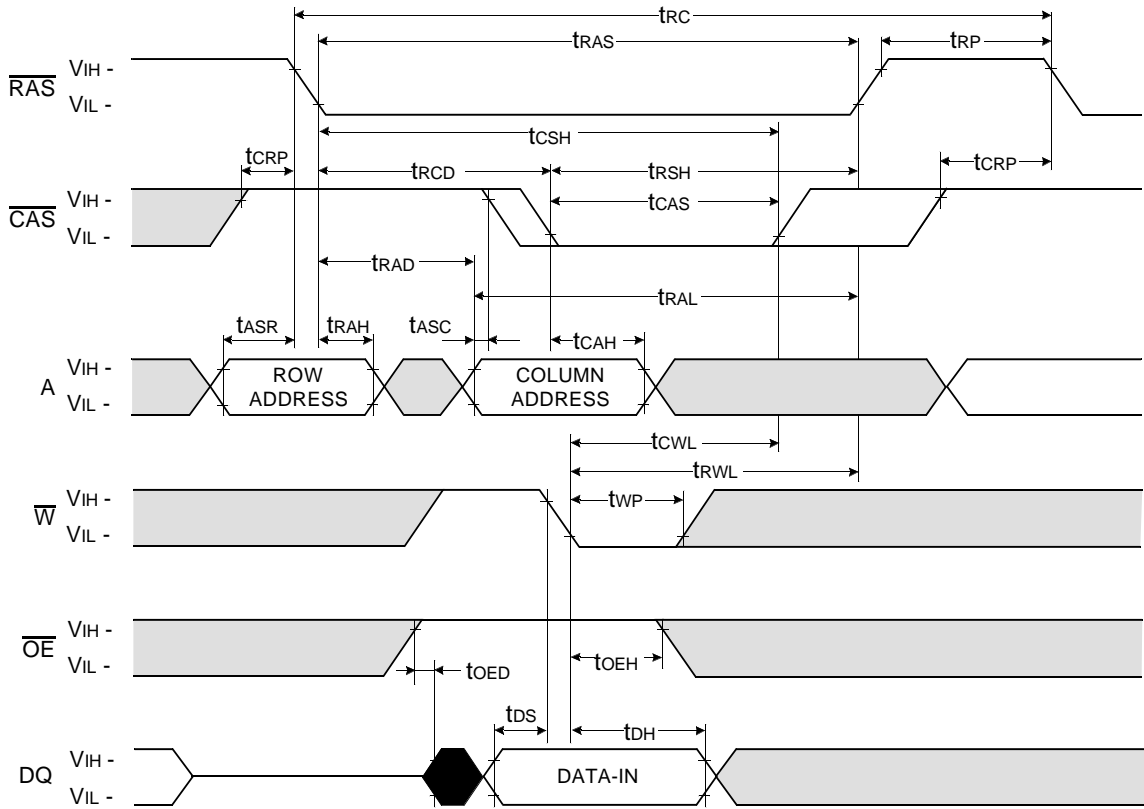 tRC
tRAS
tRP
VIH -
RAS
VIL -
tCSH
tCRP
tRCD
tRSH
tCRP
VIH -
CAS
tCAS
VIL -
tRAD
tRAL
tASR
tRAH
tASC
tCAH
VIH -
A
ROW
ADDRESS
COLUMN
ADDRESS
VIL -
tCWL
tRWL
VIH -
W
tWP
VIL -
VIH -
OE
VIL -
tOED
tOEH
tDS
tDH
VIH -
DQ
DATA-IN
VIL -